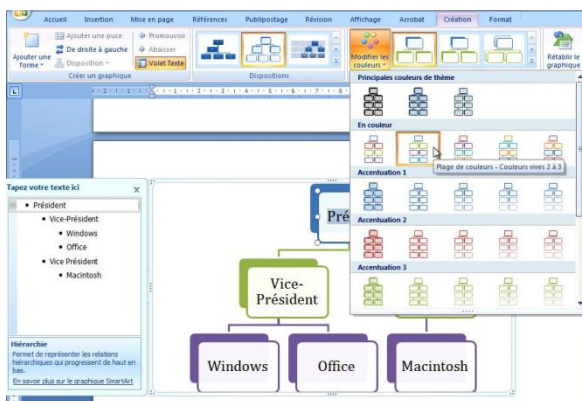 Accueil Insertion Mise en page Références Publipostage Révision Affichage Acrobat Création Format
Ajouter une forme
Ajouter une puce
De droite à gauche
Disposition
Promouvoir
Abaisser
Volet Texte
Créer un graphique
Dispositions
Modifier les couleurs
Rétablir le graphique
Principales couleurs de thème
En couleur
Plage de couleurs - Couleurs vives 2 à 3
Accentuation 1
Accentuation 2
Accentuation 3
Tapez votre texte ici
Président
Vice-Président
Windows
Office
Vice Président
Macintosh
Hiérarchie
Permet de représenter les relations
hiérarchiques qui progressent de haut en
bas.
En savoir plus sur le graphique SmartArt
Pré
Vice-
Président
Windows Office Macintosh